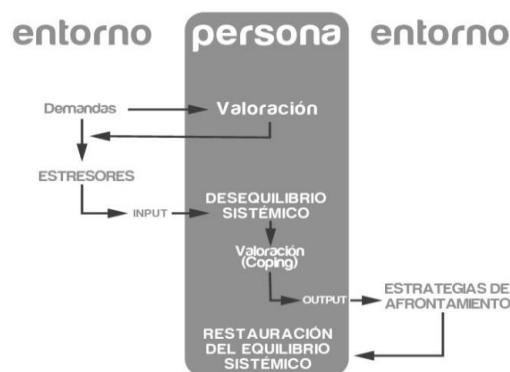 entorno persona entorno
Demandas Valoración
ESTRESORES
INPUT DESEQUILIBRIO
SISTÉMICO
Valoración
(Coping)
OUTPUT ESTRATEGIAS DE
AFRONTAMIENTO
RESTAURACIÓN
DEL EQUILIBRIO
SISTÉMICO